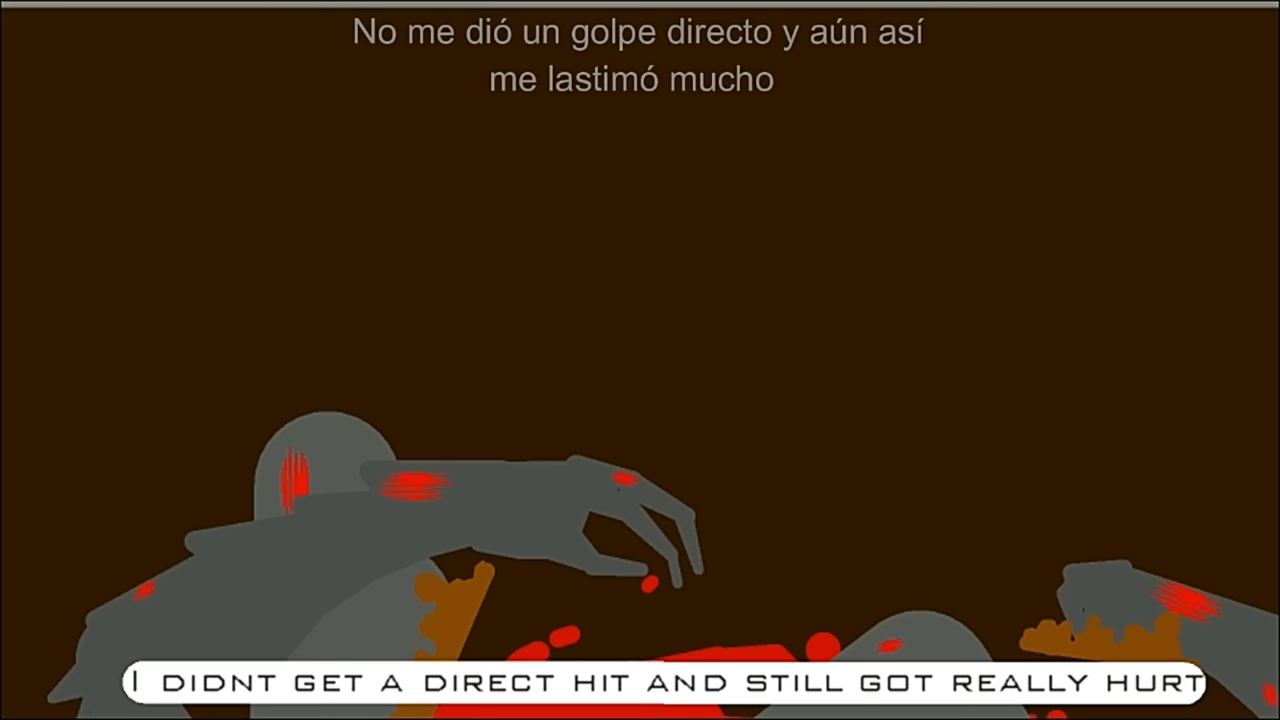 No me dió un golpe directo y aún así
me lastimó mucho
I DIDNT GET A DIRECT HIT AND STILL GOT REALLY HURT